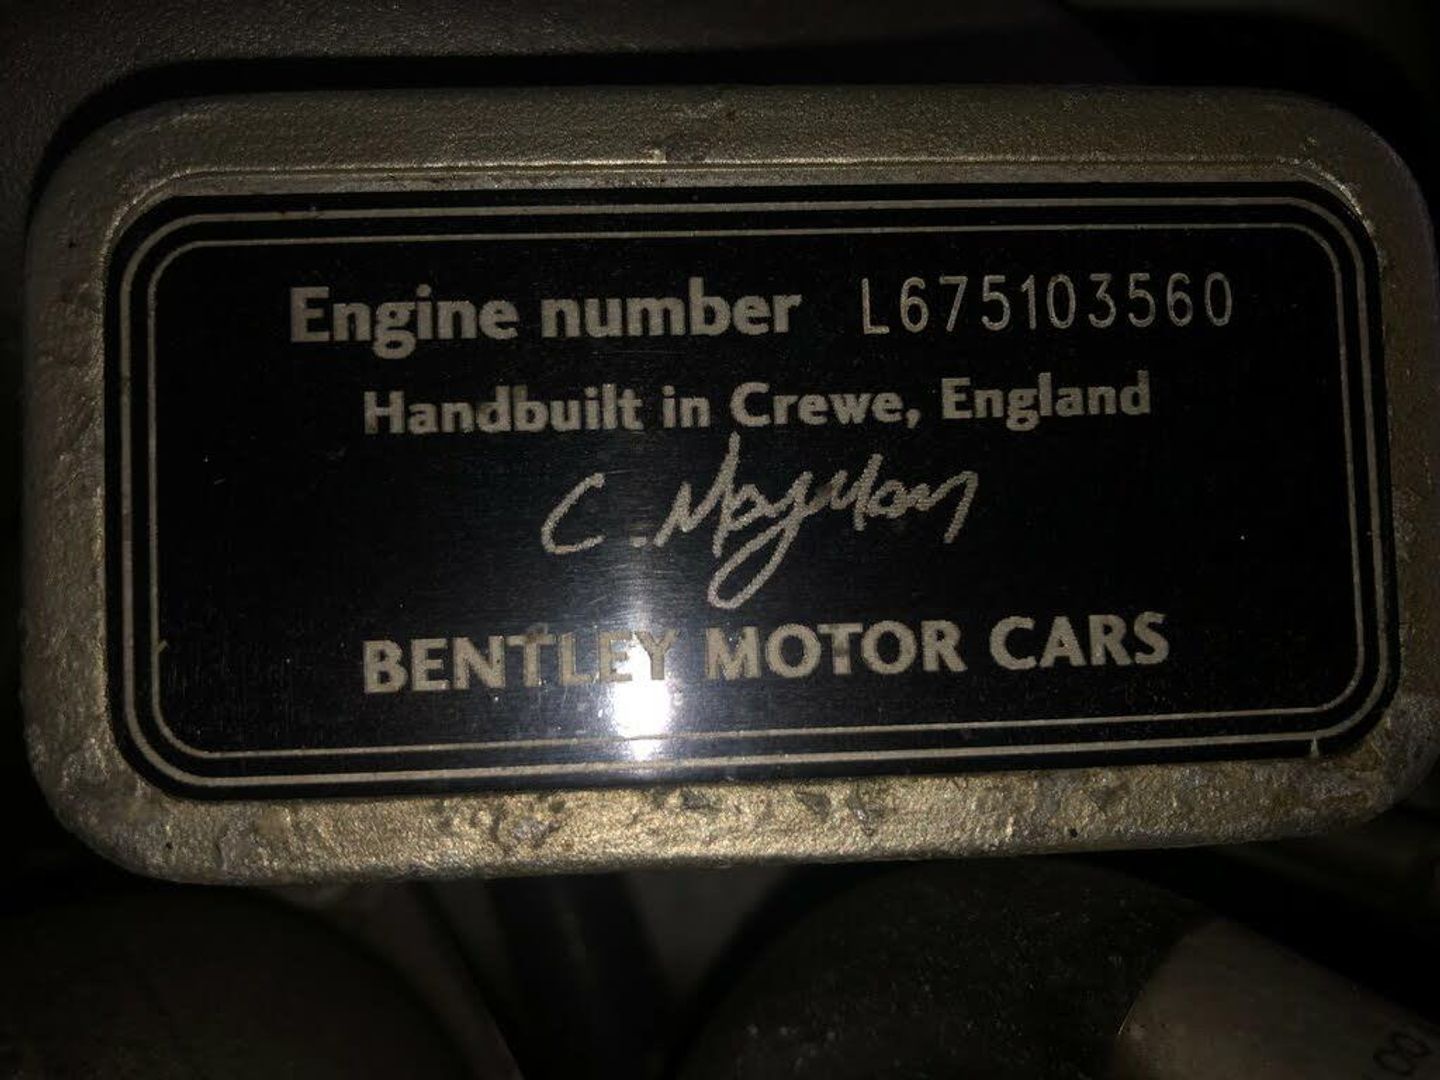 Engine number L675103560
Handbuilt in Crewe, England
BENTLEY MOTOR CARS